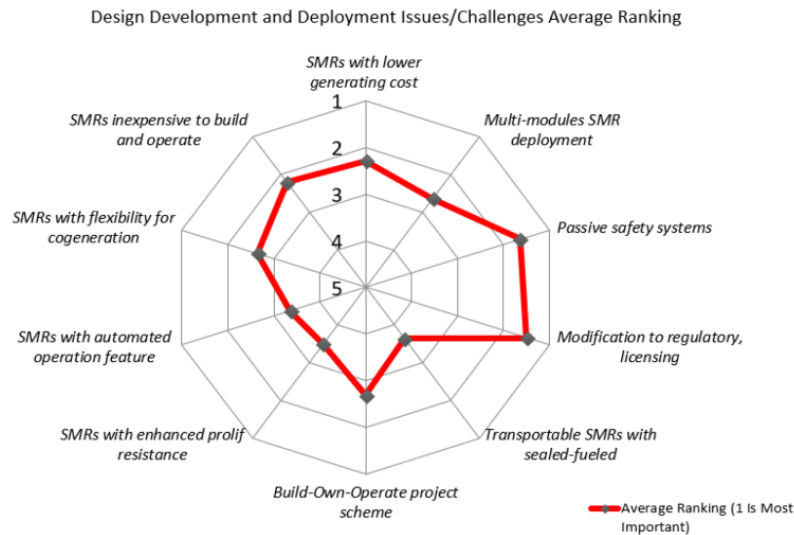 Design Development and Deployment Issues/Challenges Average Ranking
SMRs with lower
generating cost
1
SMRs inexpensive to build
and operate
Multi-modules SMR
deployment
2
3
SMRs with flexibility for
cogeneration
Passive safety systems
4
5
SMRs with automated
operation feature
Modification to regulatory,
licensing
SMRs with enhanced prolif
resistance
Transportable SMRs with
sealed-fueled
Build-Own-Operate project
scheme
Average Ranking (1 Is Most
Important)